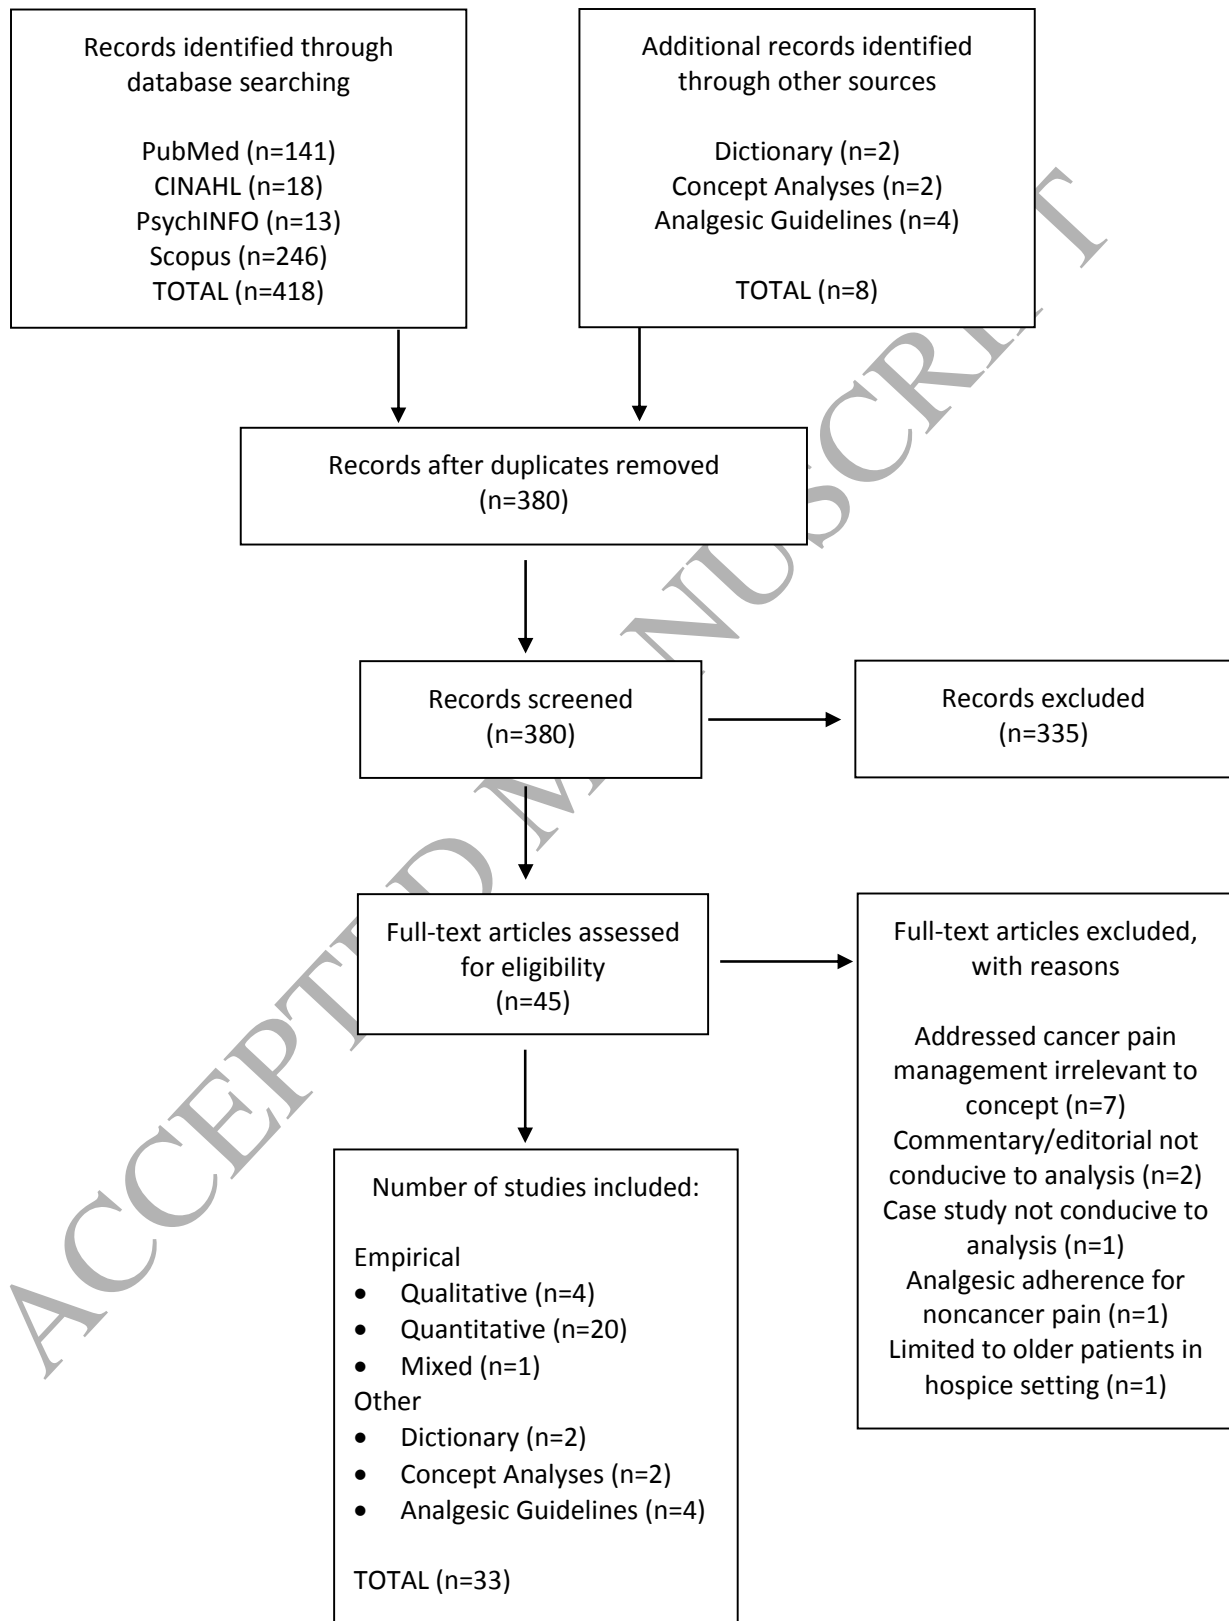 Records identified through
database searching
PubMed (n=141)
CINAHL (n=18)
PsychINFO (n=13)
Scopus (n=246)
TOTAL (n=418)
Additional records identified
through other sources
Dictionary (n=2)
Concept Analyses (n=2)
Analgesic Guidelines (n=4)
TOTAL (n=8)
Records after duplicates removed
(n=380)
Records screened
(n=380)
Records excluded
(n=335)
Full-text articles assessed
for eligibility
(n=45)
Full-text articles excluded,
with reasons
Addressed cancer pain
management irrelevant to
concept (n=7)
Commentary/editorial not
conducive to analysis (n=2)
Case study not conducive to
analysis (n=1)
Analgesic adherence for
noncancer pain (n=1)
Limited to older patients in
hospice setting (n=1)
Number of studies included:
Empirical
• Qualitative (n=4)
• Quantitative (n=20)
• Mixed (n=1)
Other
• Dictionary (n=2)
• Concept Analyses (n=2)
• Analgesic Guidelines (n=4)
TOTAL (n=33)
ACCEPTED MANUSCRIPT